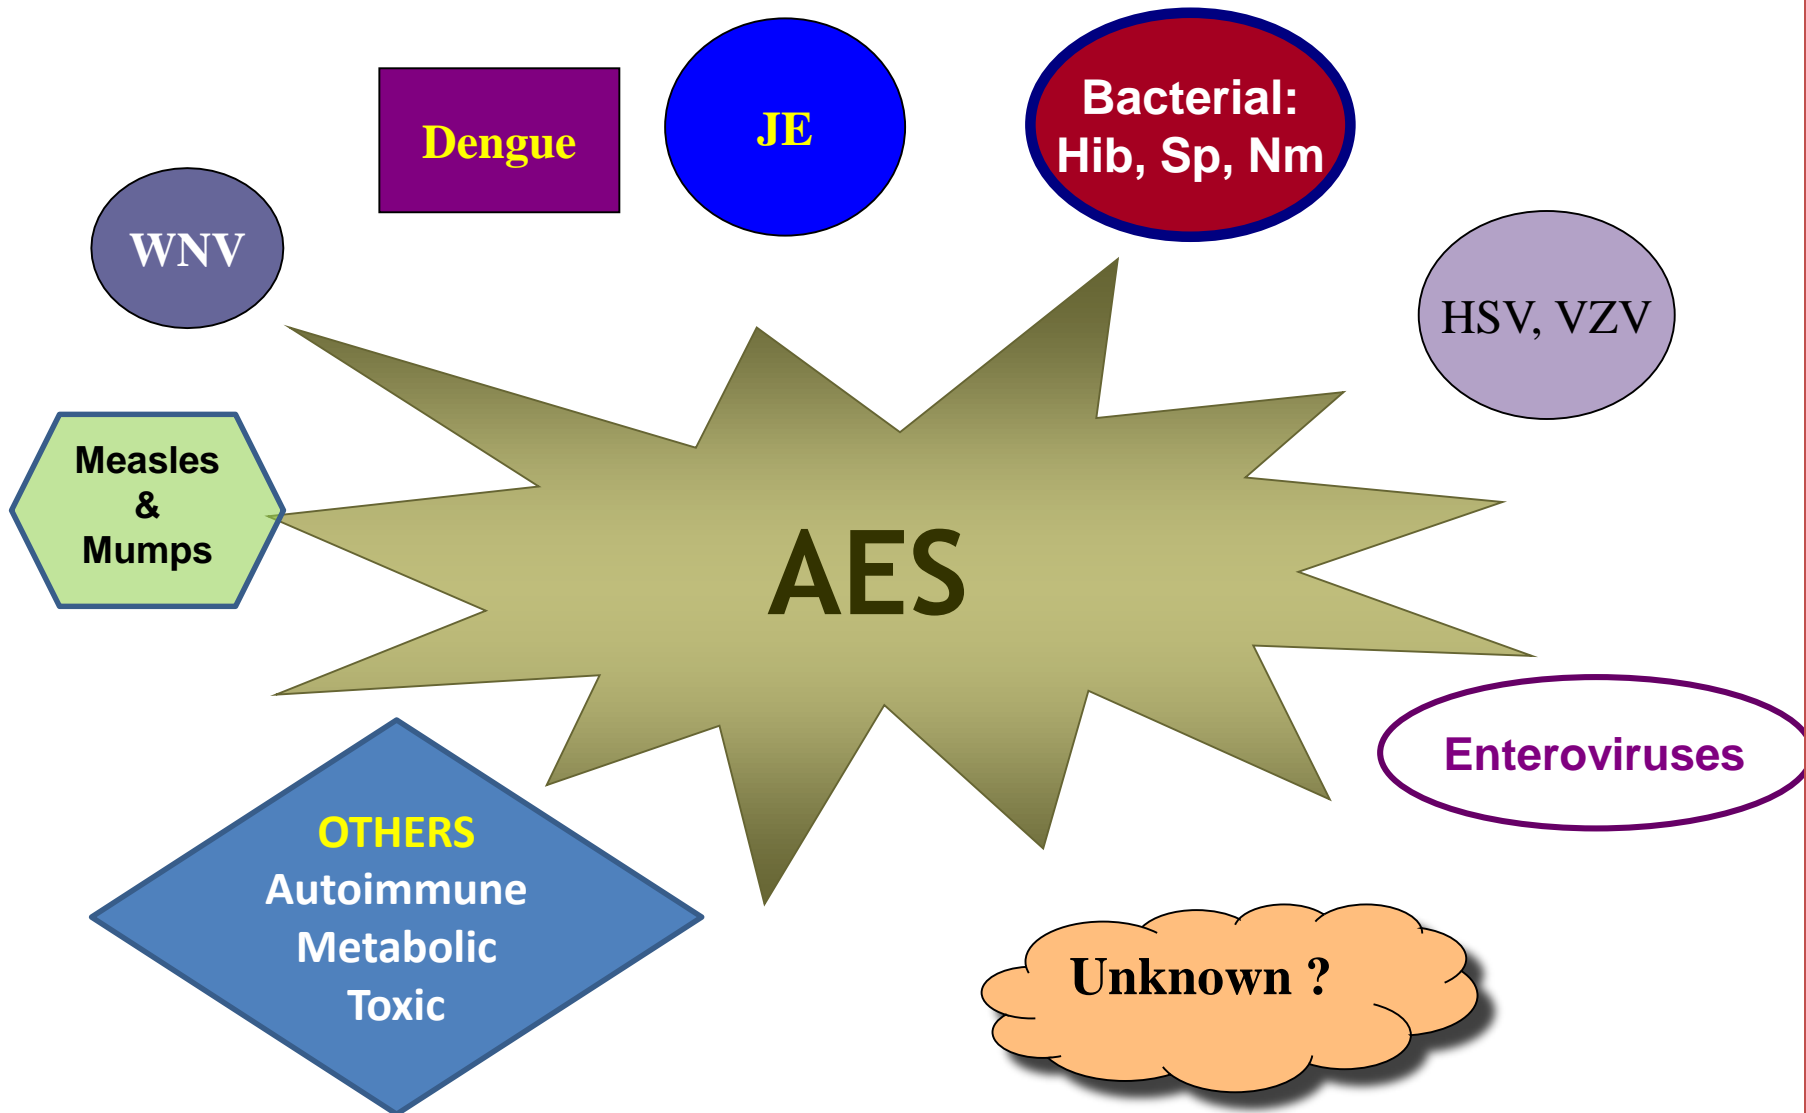 Dengue
JE
Bacterial:
Hib, Sp, Nm
WNV
HSV, VZV
Measles
&
Mumps
AES
Enteroviruses
OTHERS
Autoimmune
Metabolic
Toxic
Unknown ?